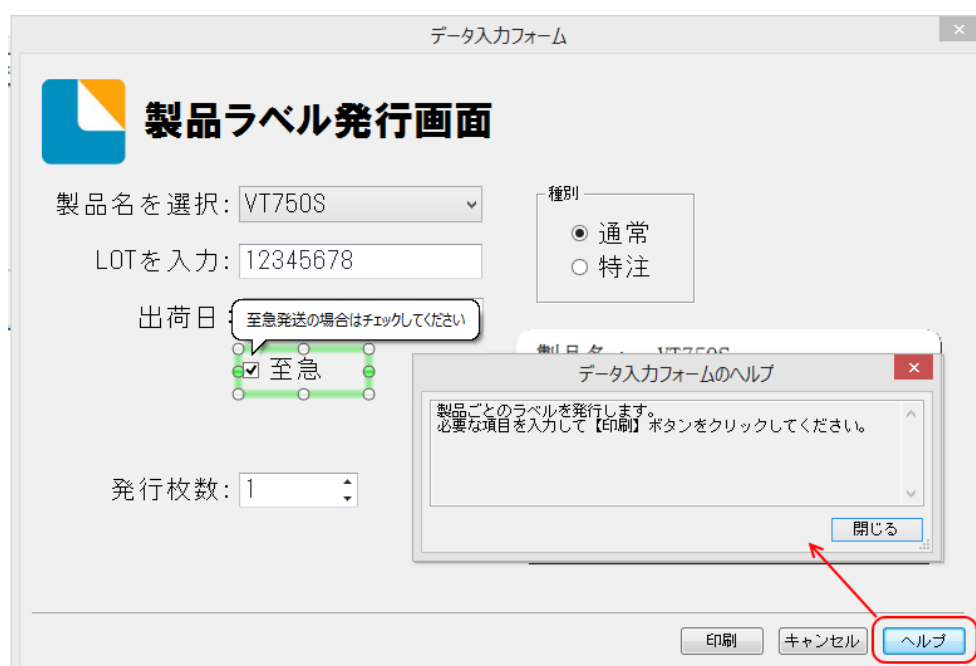 データ入力フォーム
製品ラベル発行画面
製品名を選択: VT750S
種別
通常
特注
LOTを入力: 12345678
出荷日:
至急発送の場合はチェックしてください
至急
製品名 : VT750S
データ入力フォームのヘルプ
製品ごとのラベルを発行します。
必要な項目を入力して【印刷】ボタンをクリックしてください。
発行枚数: 1
閉じる
印刷
キャンセル
ヘルプ